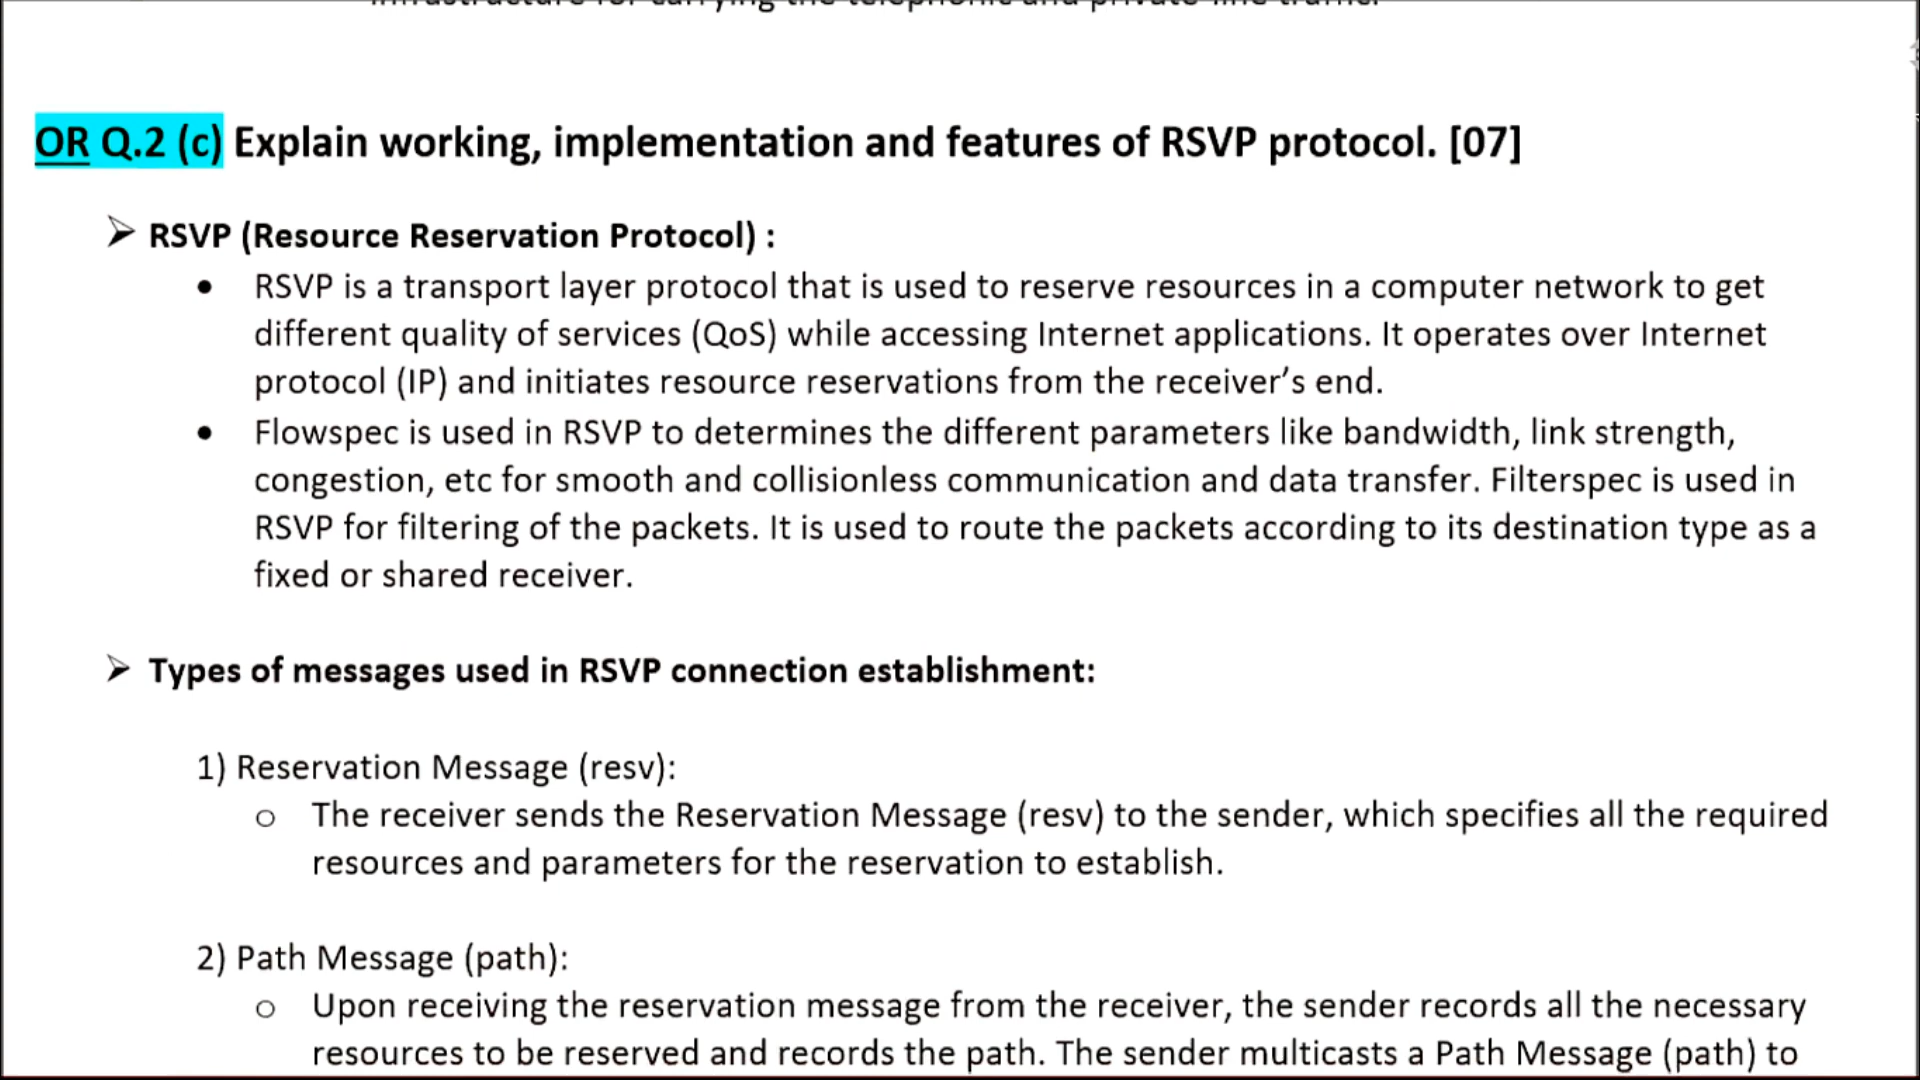 infrastructure for carrying the telephonic and private line traffic.
OR Q.2 (c) Explain working, implementation and features of RSVP protocol. [07]
➢ RSVP (Resource Reservation Protocol) :
• RSVP is a transport layer protocol that is used to reserve resources in a computer network to get
different quality of services (QoS) while accessing Internet applications. It operates over Internet
protocol (IP) and initiates resource reservations from the receiver’s end.
• Flowspec is used in RSVP to determines the different parameters like bandwidth, link strength,
congestion, etc for smooth and collisionless communication and data transfer. Filterspec is used in
RSVP for filtering of the packets. It is used to route the packets according to its destination type as a
fixed or shared receiver.
➢ Types of messages used in RSVP connection establishment:
1) Reservation Message (resv):
o The receiver sends the Reservation Message (resv) to the sender, which specifies all the required
resources and parameters for the reservation to establish.
2) Path Message (path):
o Upon receiving the reservation message from the receiver, the sender records all the necessary
resources to be reserved and records the path. The sender multicasts a Path Message (path) to